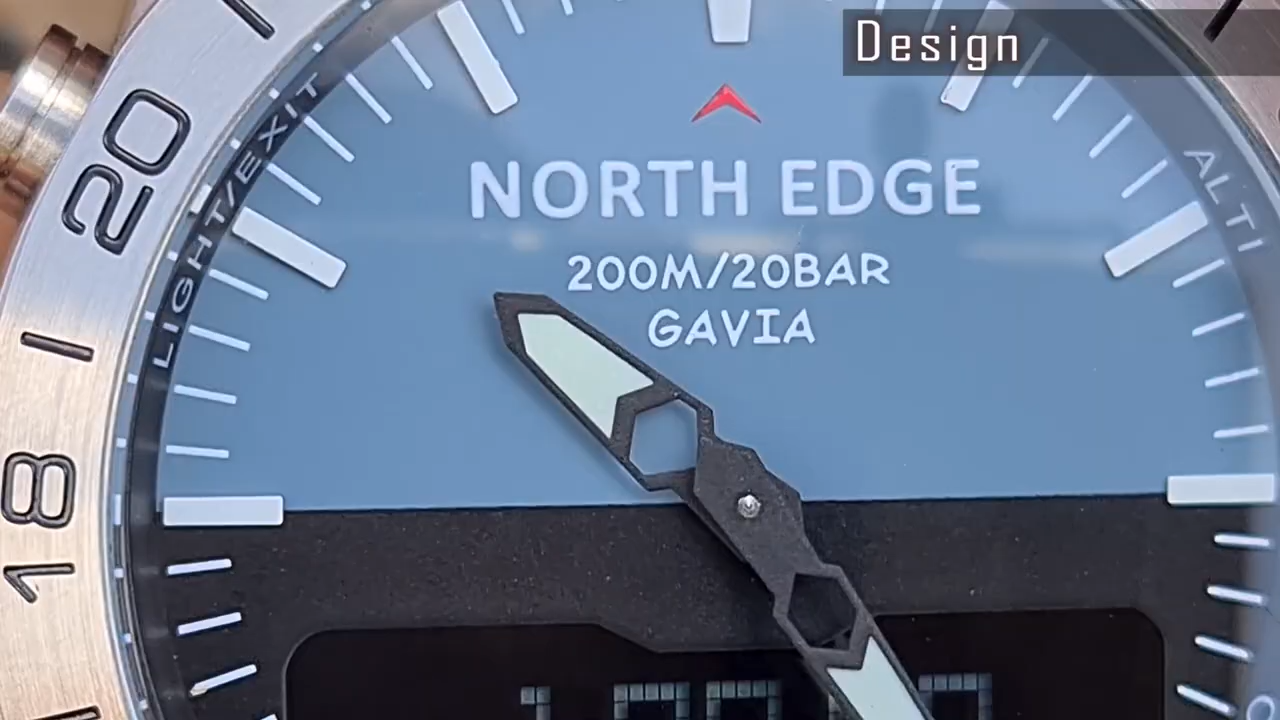 Design
20
LIGHT/EXIT
ALTI
NORTH EDGE
200M/20BAR
GAVIA
18